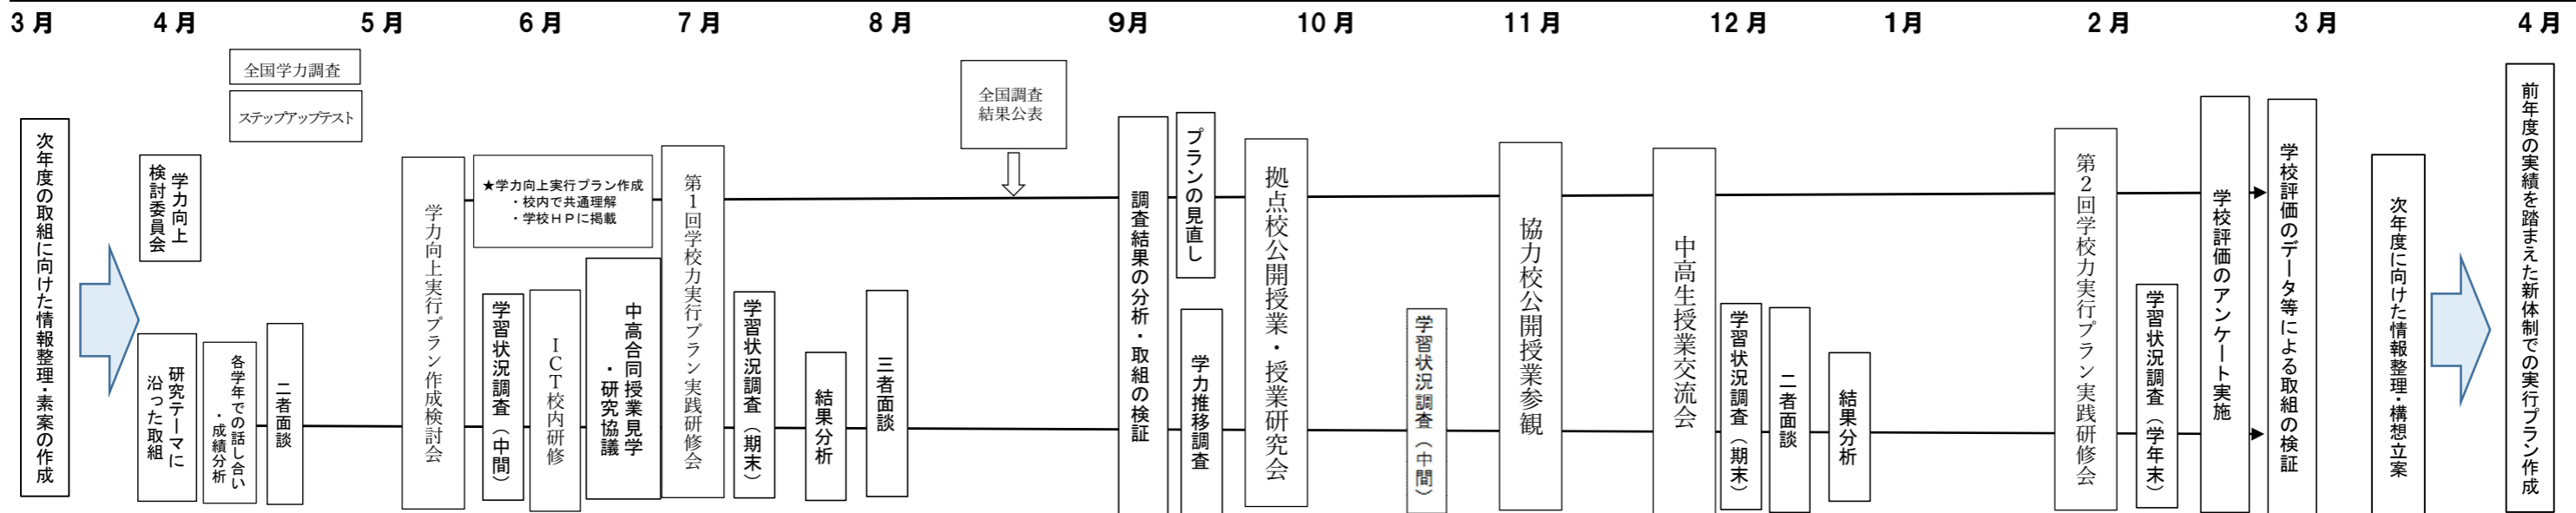 3月 4月 5月 6月 7月 8月 9月 10月 11月 12月 1月 2月 3月 4月
次年度の取組に向けた情報整理・素案の作成
学力向上
検討委員会
研究テーマに
沿った取組
全国学力調査
ステップアップテスト
各学年での話し合い
・成績分析
二者面談
学力向上実行プラン作成検討会
★学力向上実行プラン作成
・校内で共通理解
・学校ＨＰに掲載
学習状況調査（中間）
ＩＣＴ校内研修
中高合同授業見学
・研究協議
第１回学校力実行プラン実践研修会
学習状況調査（期末）
結果分析
三者面談
全国調査
結果公表
調査結果の分析・取組の検証
プランの見直し
学力推移調査
拠点校公開授業・授業研究会
学習状況調査（中間）
協力校公開授業参観
中高生授業交流会
学習状況調査（期末）
二者面談
結果分析
第２回学校力実行プラン実践研修会
学習状況調査（学年末）
学校評価のアンケート実施
学校評価のデータ等による取組の検証
次年度に向けた情報整理・構想立案
前年度の実績を踏まえた新体制での実行プラン作成